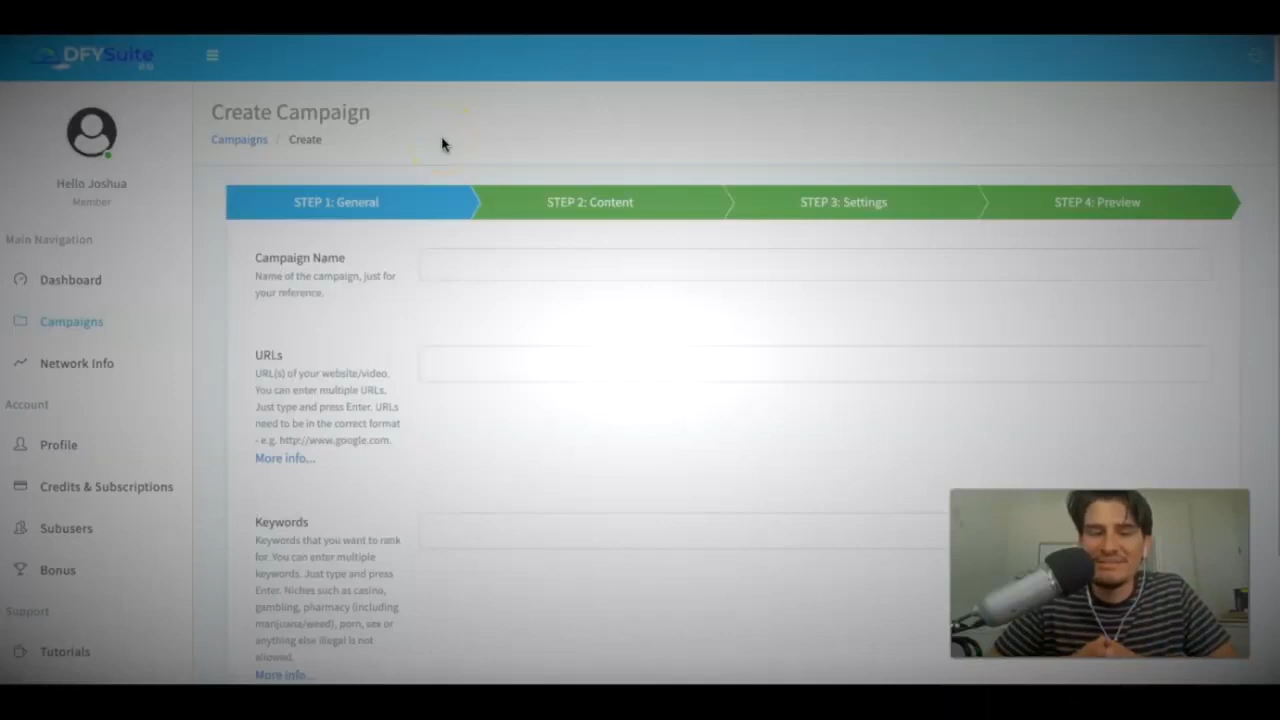 DFYSuite
2.0
Create Campaign
Campaigns / Create
Hello Joshua
Member
Main Navigation
Dashboard
Campaigns
Network Info
Account
Profile
Credits & Subscriptions
Subusers
Bonus
Support
Tutorials
STEP 1: General
STEP 2: Content
STEP 3: Settings
STEP 4: Preview
Campaign Name
Name of the campaign, just for
your reference.
URLs
URL(s) of your website/video.
You can enter multiple URLs.
Just type and press Enter. URLs
need to be in the correct format
- e.g. http://www.google.com.
More info...
Keywords
Keywords that you want to rank
for. You can enter multiple
keywords. Just type and press
Enter. Niches such as casino,
gambling, pharmacy (including
marijuana/weed), porn, sex or
anything else illegal is not
allowed.
More info...